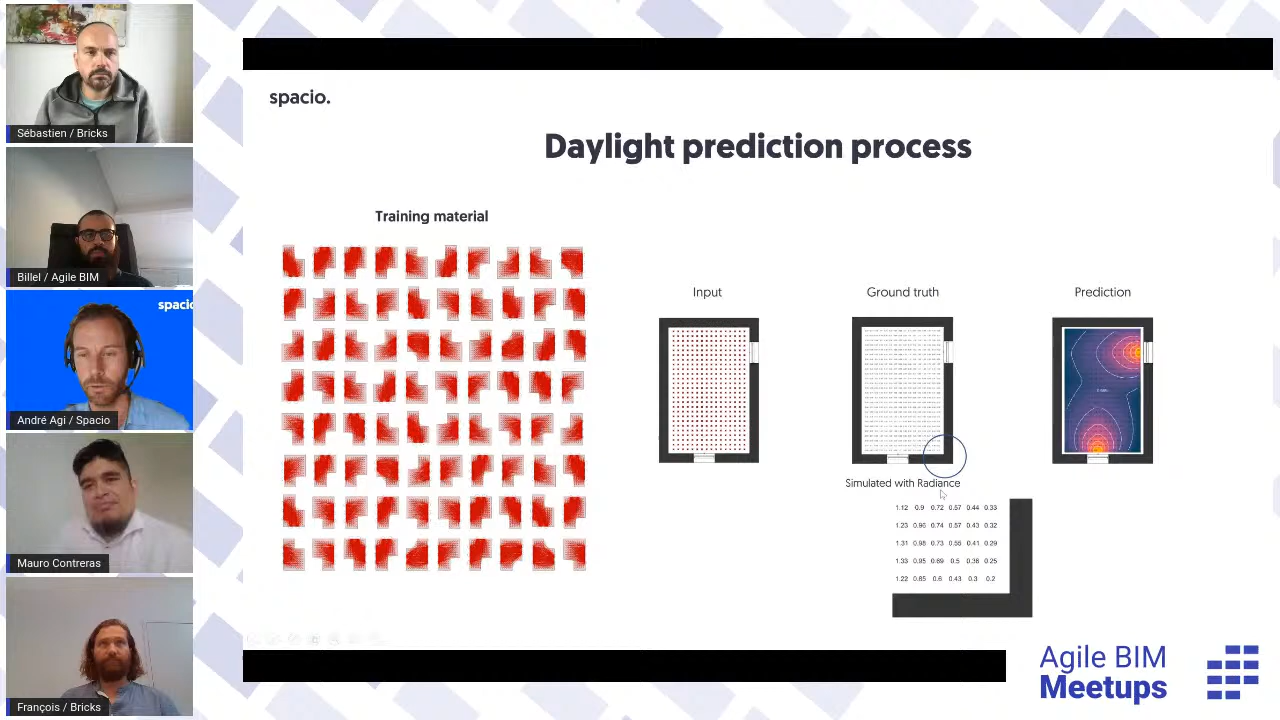 Sébastien / Bricks
Billel / Agile BIM
spacio
André Agi / Spacio
Mauro Contreras
François / Bricks
spacio.
Daylight prediction process
Training material
Input
Ground truth
Prediction
Simulated with Radiance
1.12 0.9 0.72 0.57 0.44 0.33
1.23 0.96 0.74 0.57 0.43 0.32
1.31 0.98 0.73 0.55 0.41 0.29
1.33 0.95 0.69 0.5 0.38 0.25
1.22 0.85 0.6 0.43 0.3 0.2
Agile BIM
Meetups